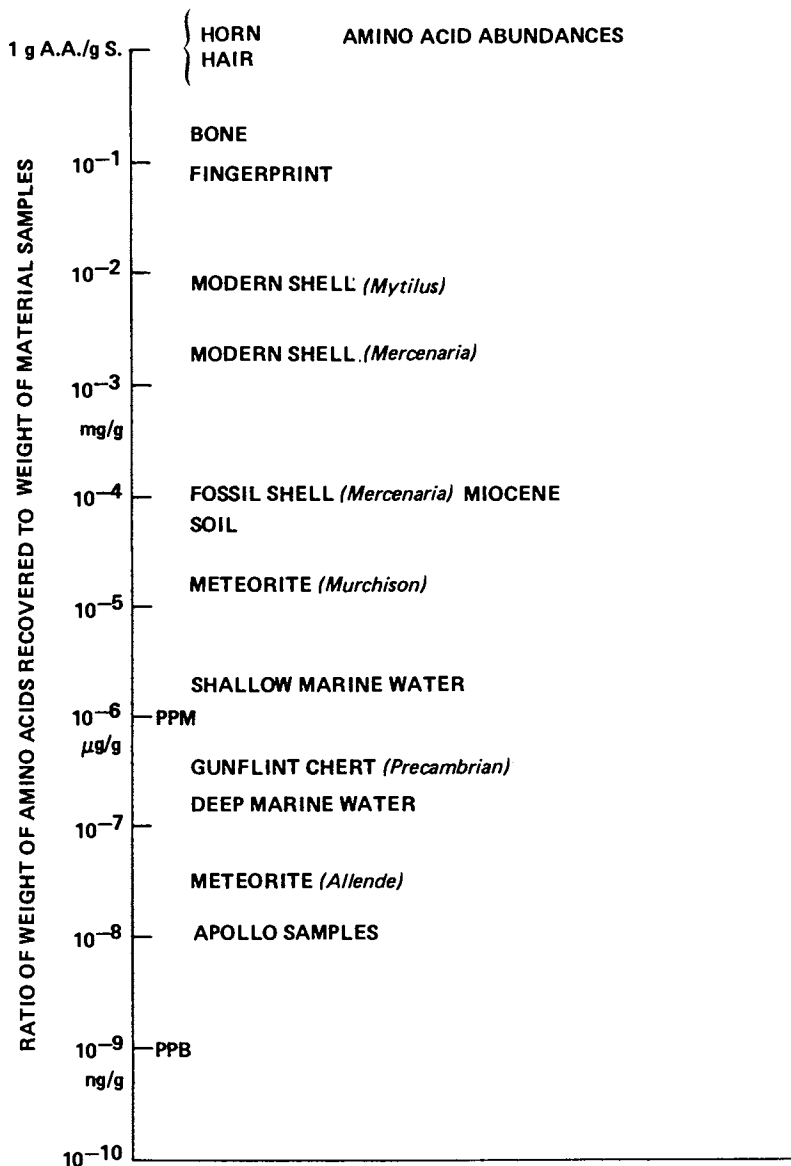 1 g A.A./g S.
HORN
HAIR
AMINO ACID ABUNDANCES
BONE
10⁻¹
FINGERPRINT
10⁻²
MODERN SHELL (Mytilus)
MODERN SHELL (Mercenaria)
10⁻³
mg/g
10⁻⁴
FOSSIL SHELL (Mercenaria) MIOCENE
SOIL
METEORITE (Murchison)
10⁻⁵
SHALLOW MARINE WATER
10⁻⁶ PPM
µg/g
GUNFLINT CHERT (Precambrian)
DEEP MARINE WATER
10⁻⁷
METEORITE (Allende)
10⁻⁸
APOLLO SAMPLES
10⁻⁹ PPB
ng/g
10⁻¹⁰
RATIO OF WEIGHT OF AMINO ACIDS RECOVERED TO WEIGHT OF MATERIAL SAMPLES